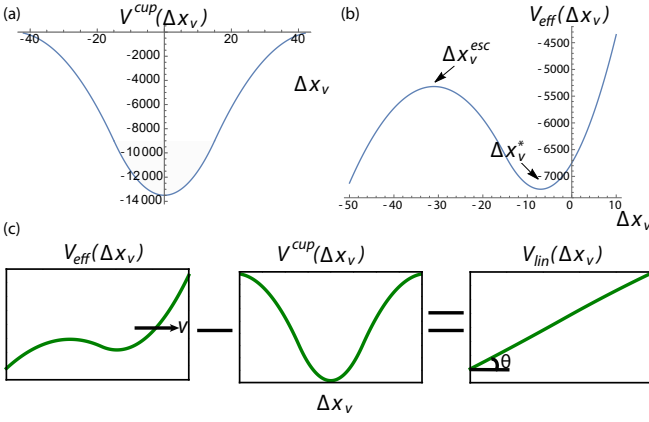 (a)
V^cup(Δx_v)
-40
-20
20
40
-2000
-4000
-6000
-8000
-10000
-12000
-14000
Δx_v
(b)
V_eff(Δx_v)
-4500
-5000
-5500
-6000
-6500
-7000
Δx_v^esc
Δx_v^*
-50
-40
-30
-20
-10
0
10
Δx_v
(c)
V_eff(Δx_v)
V^cup(Δx_v)
V_lin(Δx_v)
V
—
=
θ
Δx_v